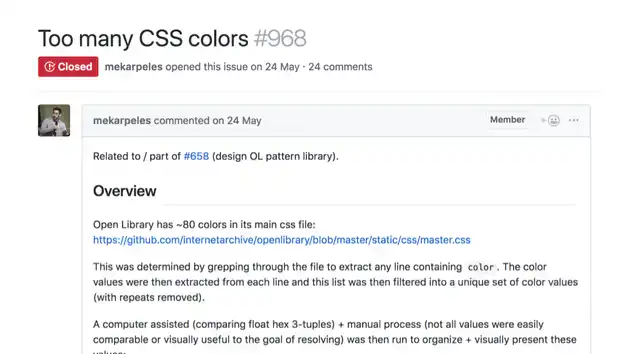 Too many CSS colors #968
Closed mekarpeles opened this issue on 24 May · 24 comments
mekarpeles commented on 24 May Member
Related to / part of #658 (design OL pattern library).
Overview
Open Library has ~80 colors in its main css file:
https://github.com/internetarchive/openlibrary/blob/master/static/css/master.css
This was determined by grepping through the file to extract any line containing color. The color
values were then extracted from each line and this list was then filtered into a unique set of color values
(with repeats removed).
A computer assisted (comparing float hex 3-tuples) + manual process (not all values were easily
comparable or visually useful to the goal of resolving) was then run to organize + visually present these
values: